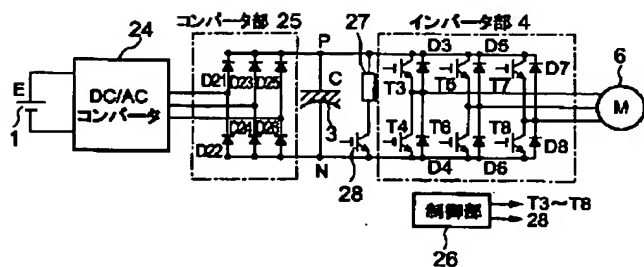 24
コンバータ部 25
27
インバータ部 4
P
D3
D5
D7
6
E
DC/AC
コンバータ
D21
D23
D25
C
T3
T5
T7
M
1
3
D22
D24
D26
T4
T6
T8
D8
N
28
D4
D6
制御部
T3～T8
28
26